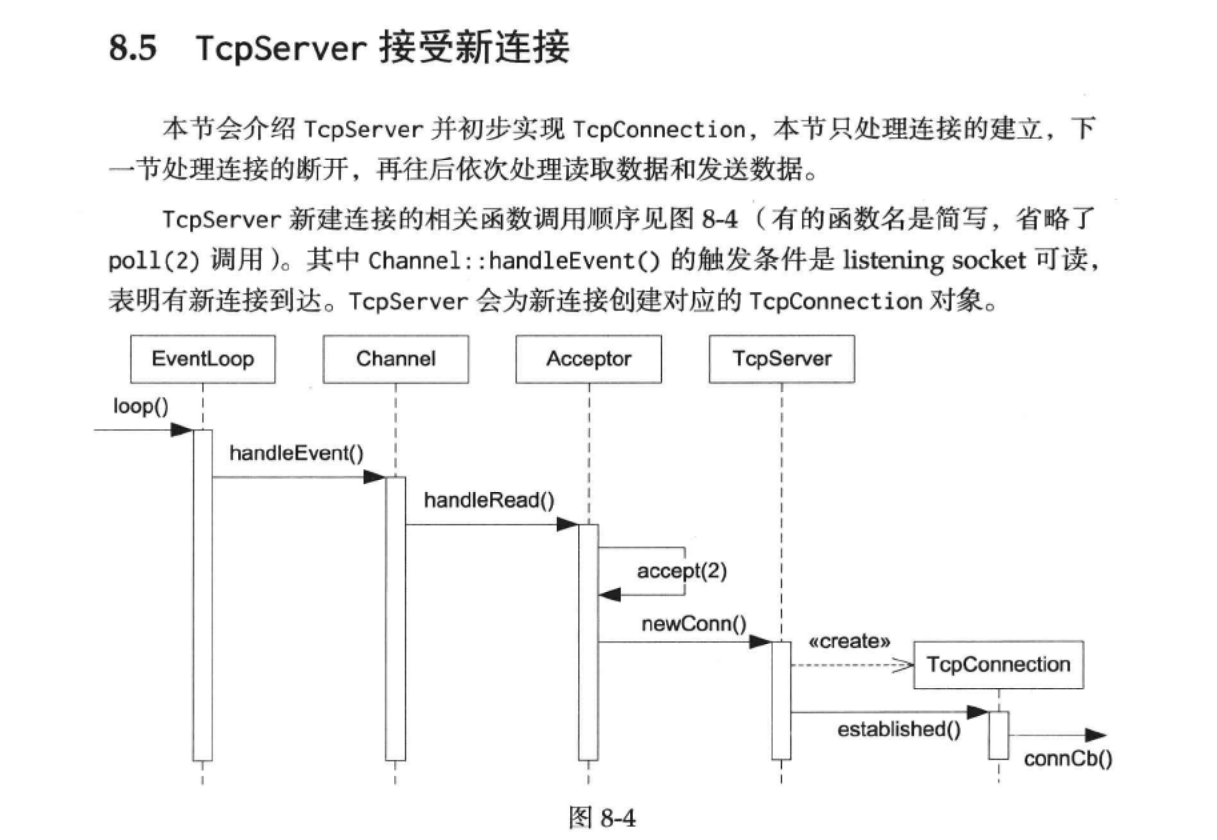 8.5 TcpServer 接受新连接
本节会介绍 TcpServer 并初步实现 TcpConnection，本节只处理连接的建立，下
一节处理连接的断开，再往后依次处理读取数据和发送数据。
TcpServer 新建连接的相关函数调用顺序见图 8-4（有的函数名是简写，省略了
poll(2) 调用）。其中 Channel::handleEvent() 的触发条件是 listening socket 可读，
表明有新连接到达。TcpServer 会为新连接创建对应的 TcpConnection 对象。
EventLoop Channel Acceptor TcpServer
loop()
handleEvent()
handleRead()
accept(2)
newConn()
«create»
TcpConnection
established()
connCb()
图 8-4